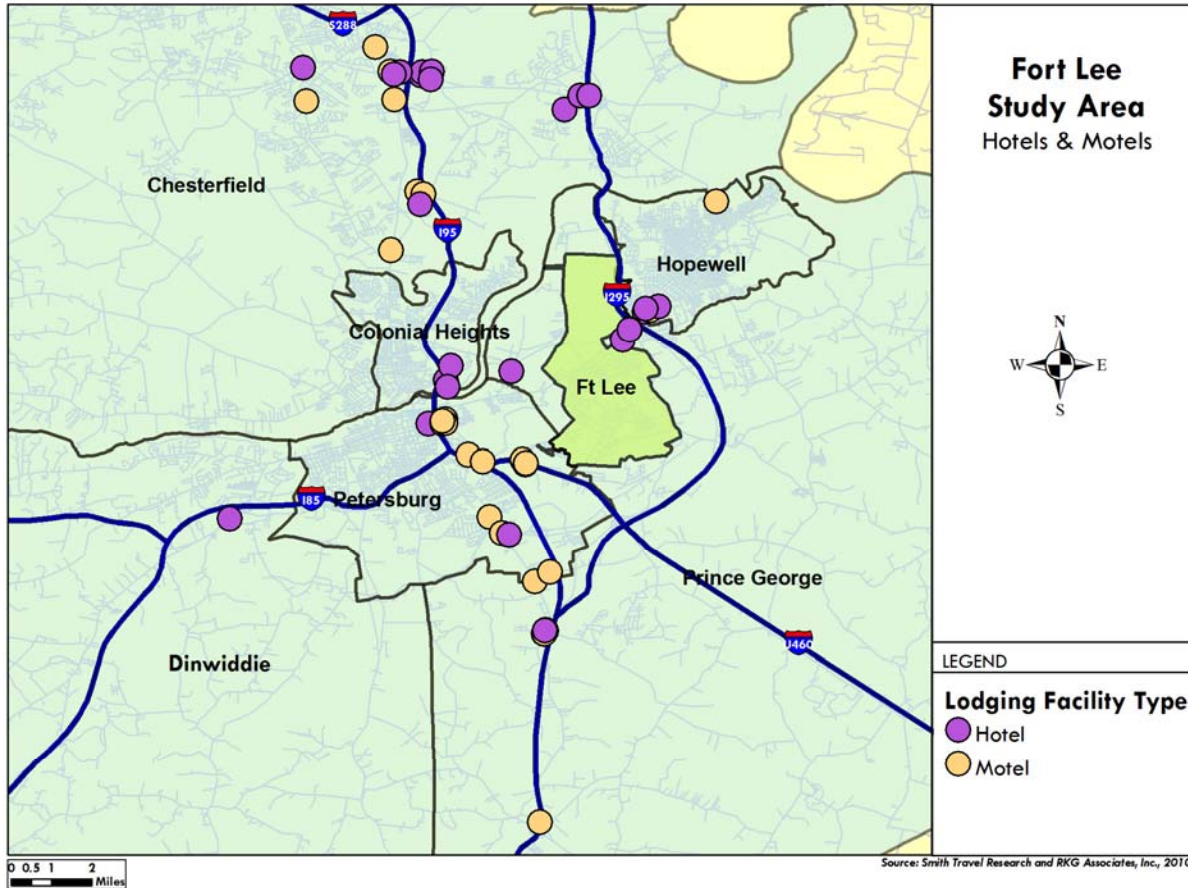 S288
Fort Lee
Study Area
Hotels & Motels
Chesterfield
I95
Hopewell
I295
Colonial Heights
Ft Lee
N
W E
S
I85
Petersburg
Prince George
U460
Dinwiddie
LEGEND
Lodging Facility Type
Hotel
Motel
0 0.5 1 2
Miles
Source: Smith Travel Research and RKG Associates, Inc., 2010